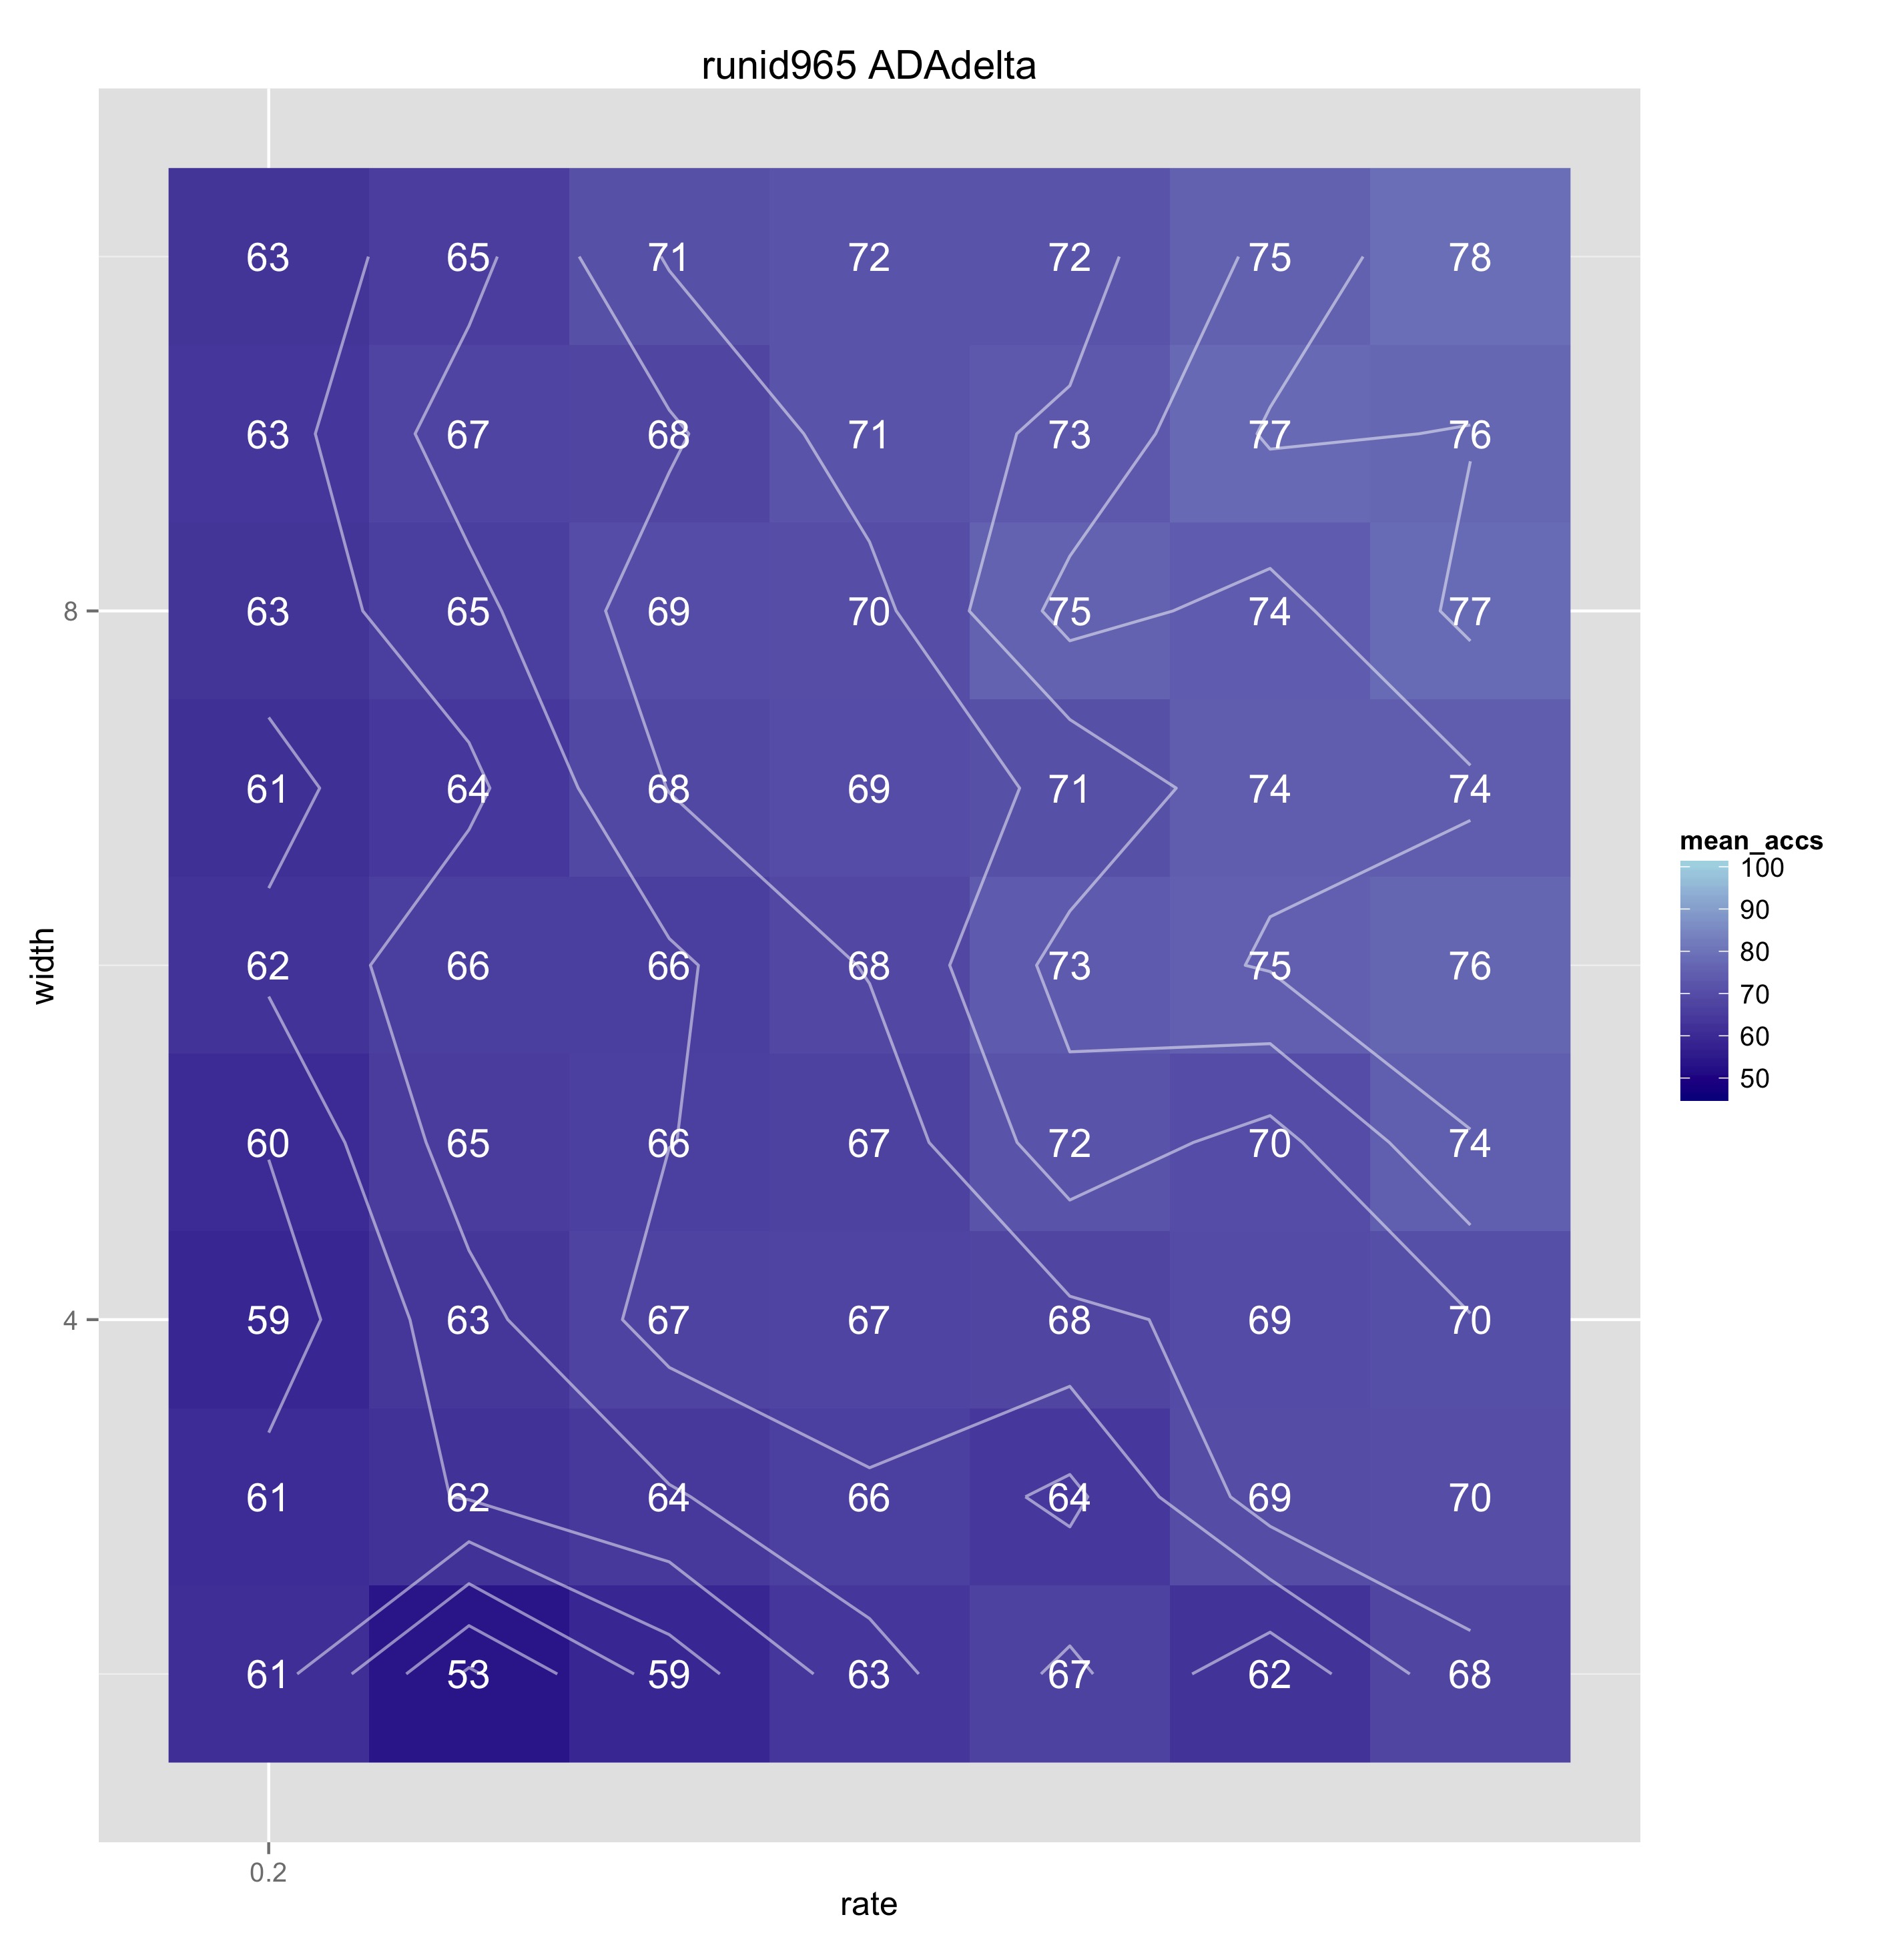 runid965 ADAdelta
63 65 71 72 72 75 78
63 67 68 71 73 77 76
8 63 65 69 70 75 74 77
61 64 68 69 71 74 74
62 66 66 68 73 75 76
60 65 66 67 72 70 74
4 59 63 67 67 68 69 70
61 62 64 66 64 69 70
61 53 59 63 67 62 68
width
0.2
rate
mean_accs
100
90
80
70
60
50